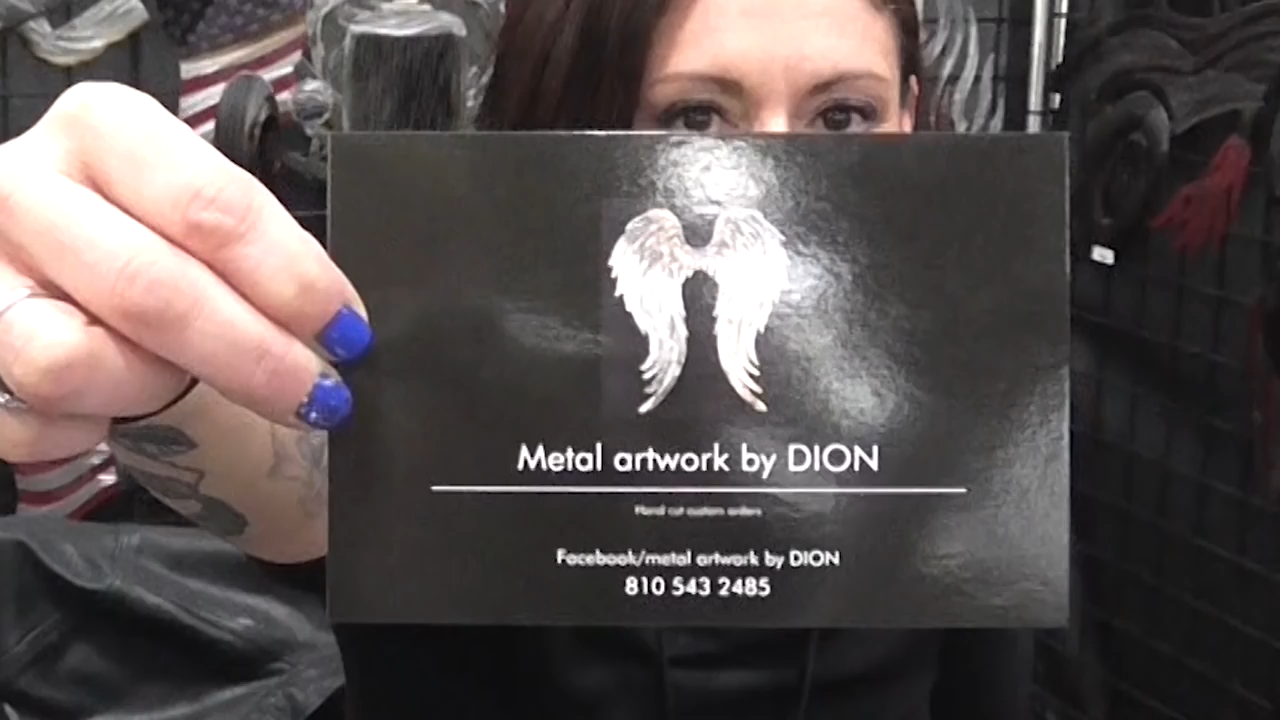 Metal artwork by DION
Hand cut custom orders
Facebook/metal artwork by DION
810 543 2485